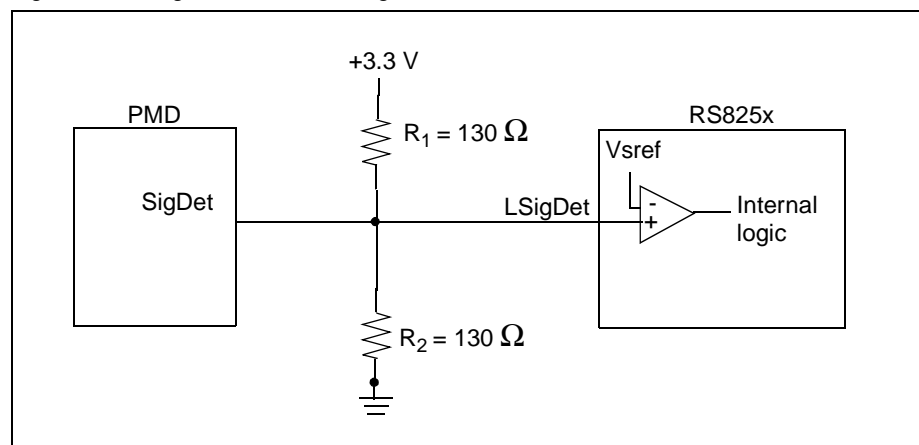 +3.3 V
PMD
RS825x
R1 = 130 Ω
Vsref
SigDet
LSigDet
-
+
Internal
logic
R2 = 130 Ω